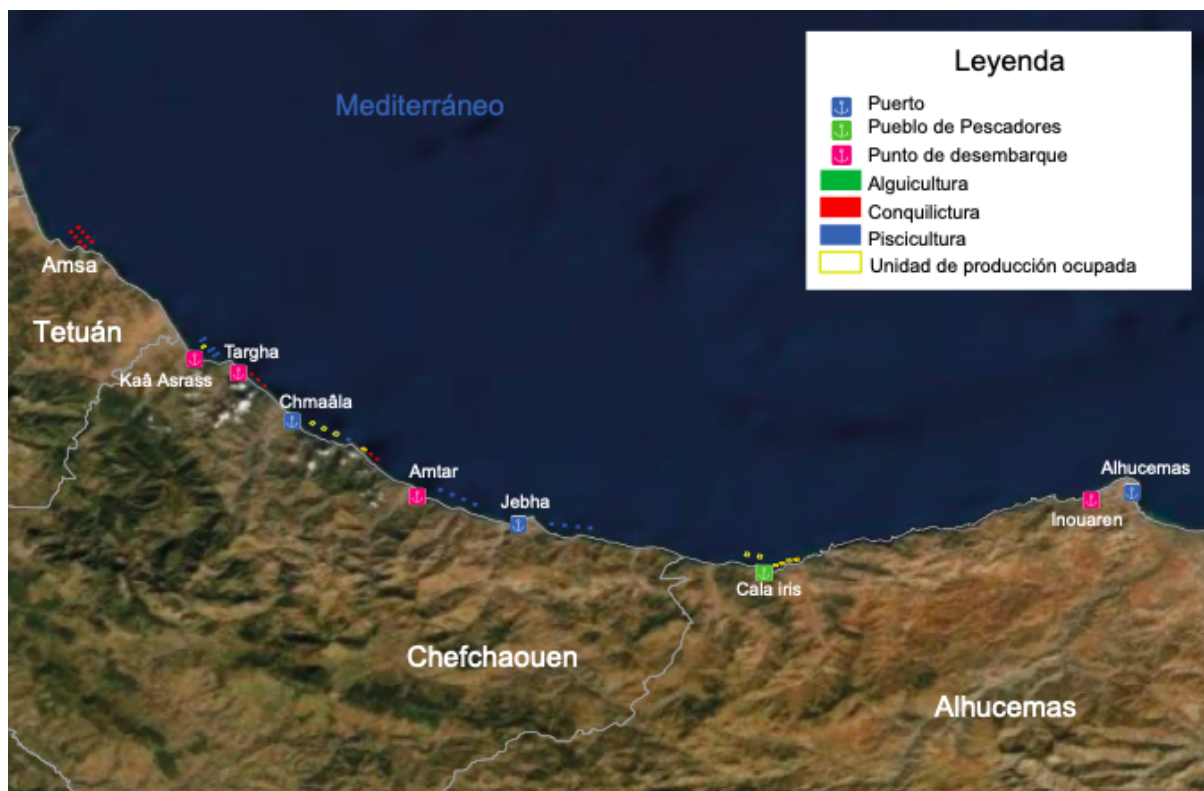 Leyenda
Puerto
Pueblo de Pescadores
Punto de desembarque
Alguicultura
Conquilictura
Piscicultura
Unidad de producción ocupada
Mediterráneo
Amsa
Tetuán
Targha
Kaâ Asrass
Chmaâla
Amtar
Jebha
Alhucemas
Inouaren
Cala iris
Chefchaouen
Alhucemas